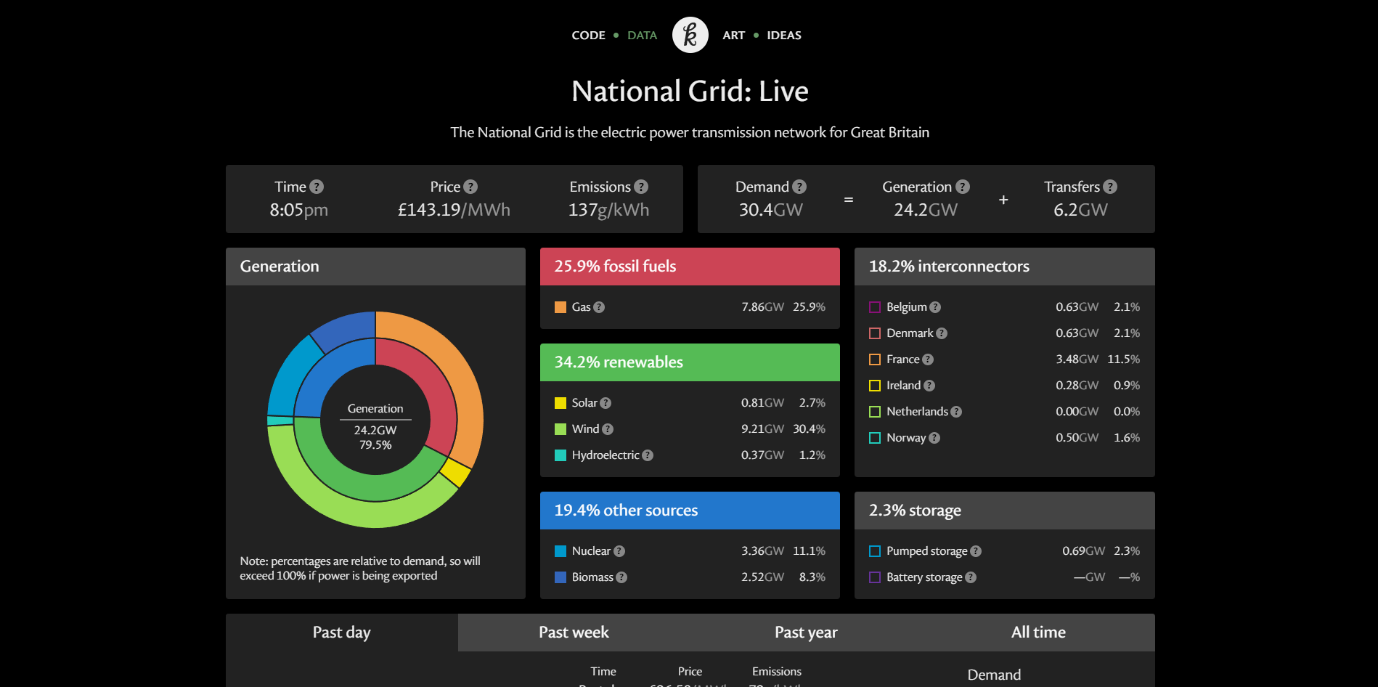 CODE • DATA k ART • IDEAS
National Grid: Live
The National Grid is the electric power transmission network for Great Britain
Time ? Price ? Emissions ?
8:05pm £143.19/MWh 137g/kWh
Demand ? = Generation ? + Transfers ?
30.4GW 24.2GW 6.2GW
Generation
Generation
24.2GW
79.5%
Note: percentages are relative to demand, so will
exceed 100% if power is being exported
25.9% fossil fuels
Gas ? 7.86GW 25.9%
34.2% renewables
Solar ? 0.81GW 2.7%
Wind ? 9.21GW 30.4%
Hydroelectric ? 0.37GW 1.2%
19.4% other sources
Nuclear ? 3.36GW 11.1%
Biomass ? 2.52GW 8.3%
18.2% interconnectors
Belgium ? 0.63GW 2.1%
Denmark ? 0.63GW 2.1%
France ? 3.48GW 11.5%
Ireland ? 0.28GW 0.9%
Netherlands ? 0.00GW 0.0%
Norway ? 0.50GW 1.6%
2.3% storage
Pumped storage ? 0.69GW 2.3%
Battery storage ? —GW —%
Past day Past week Past year All time
Time Price Emissions
Demand